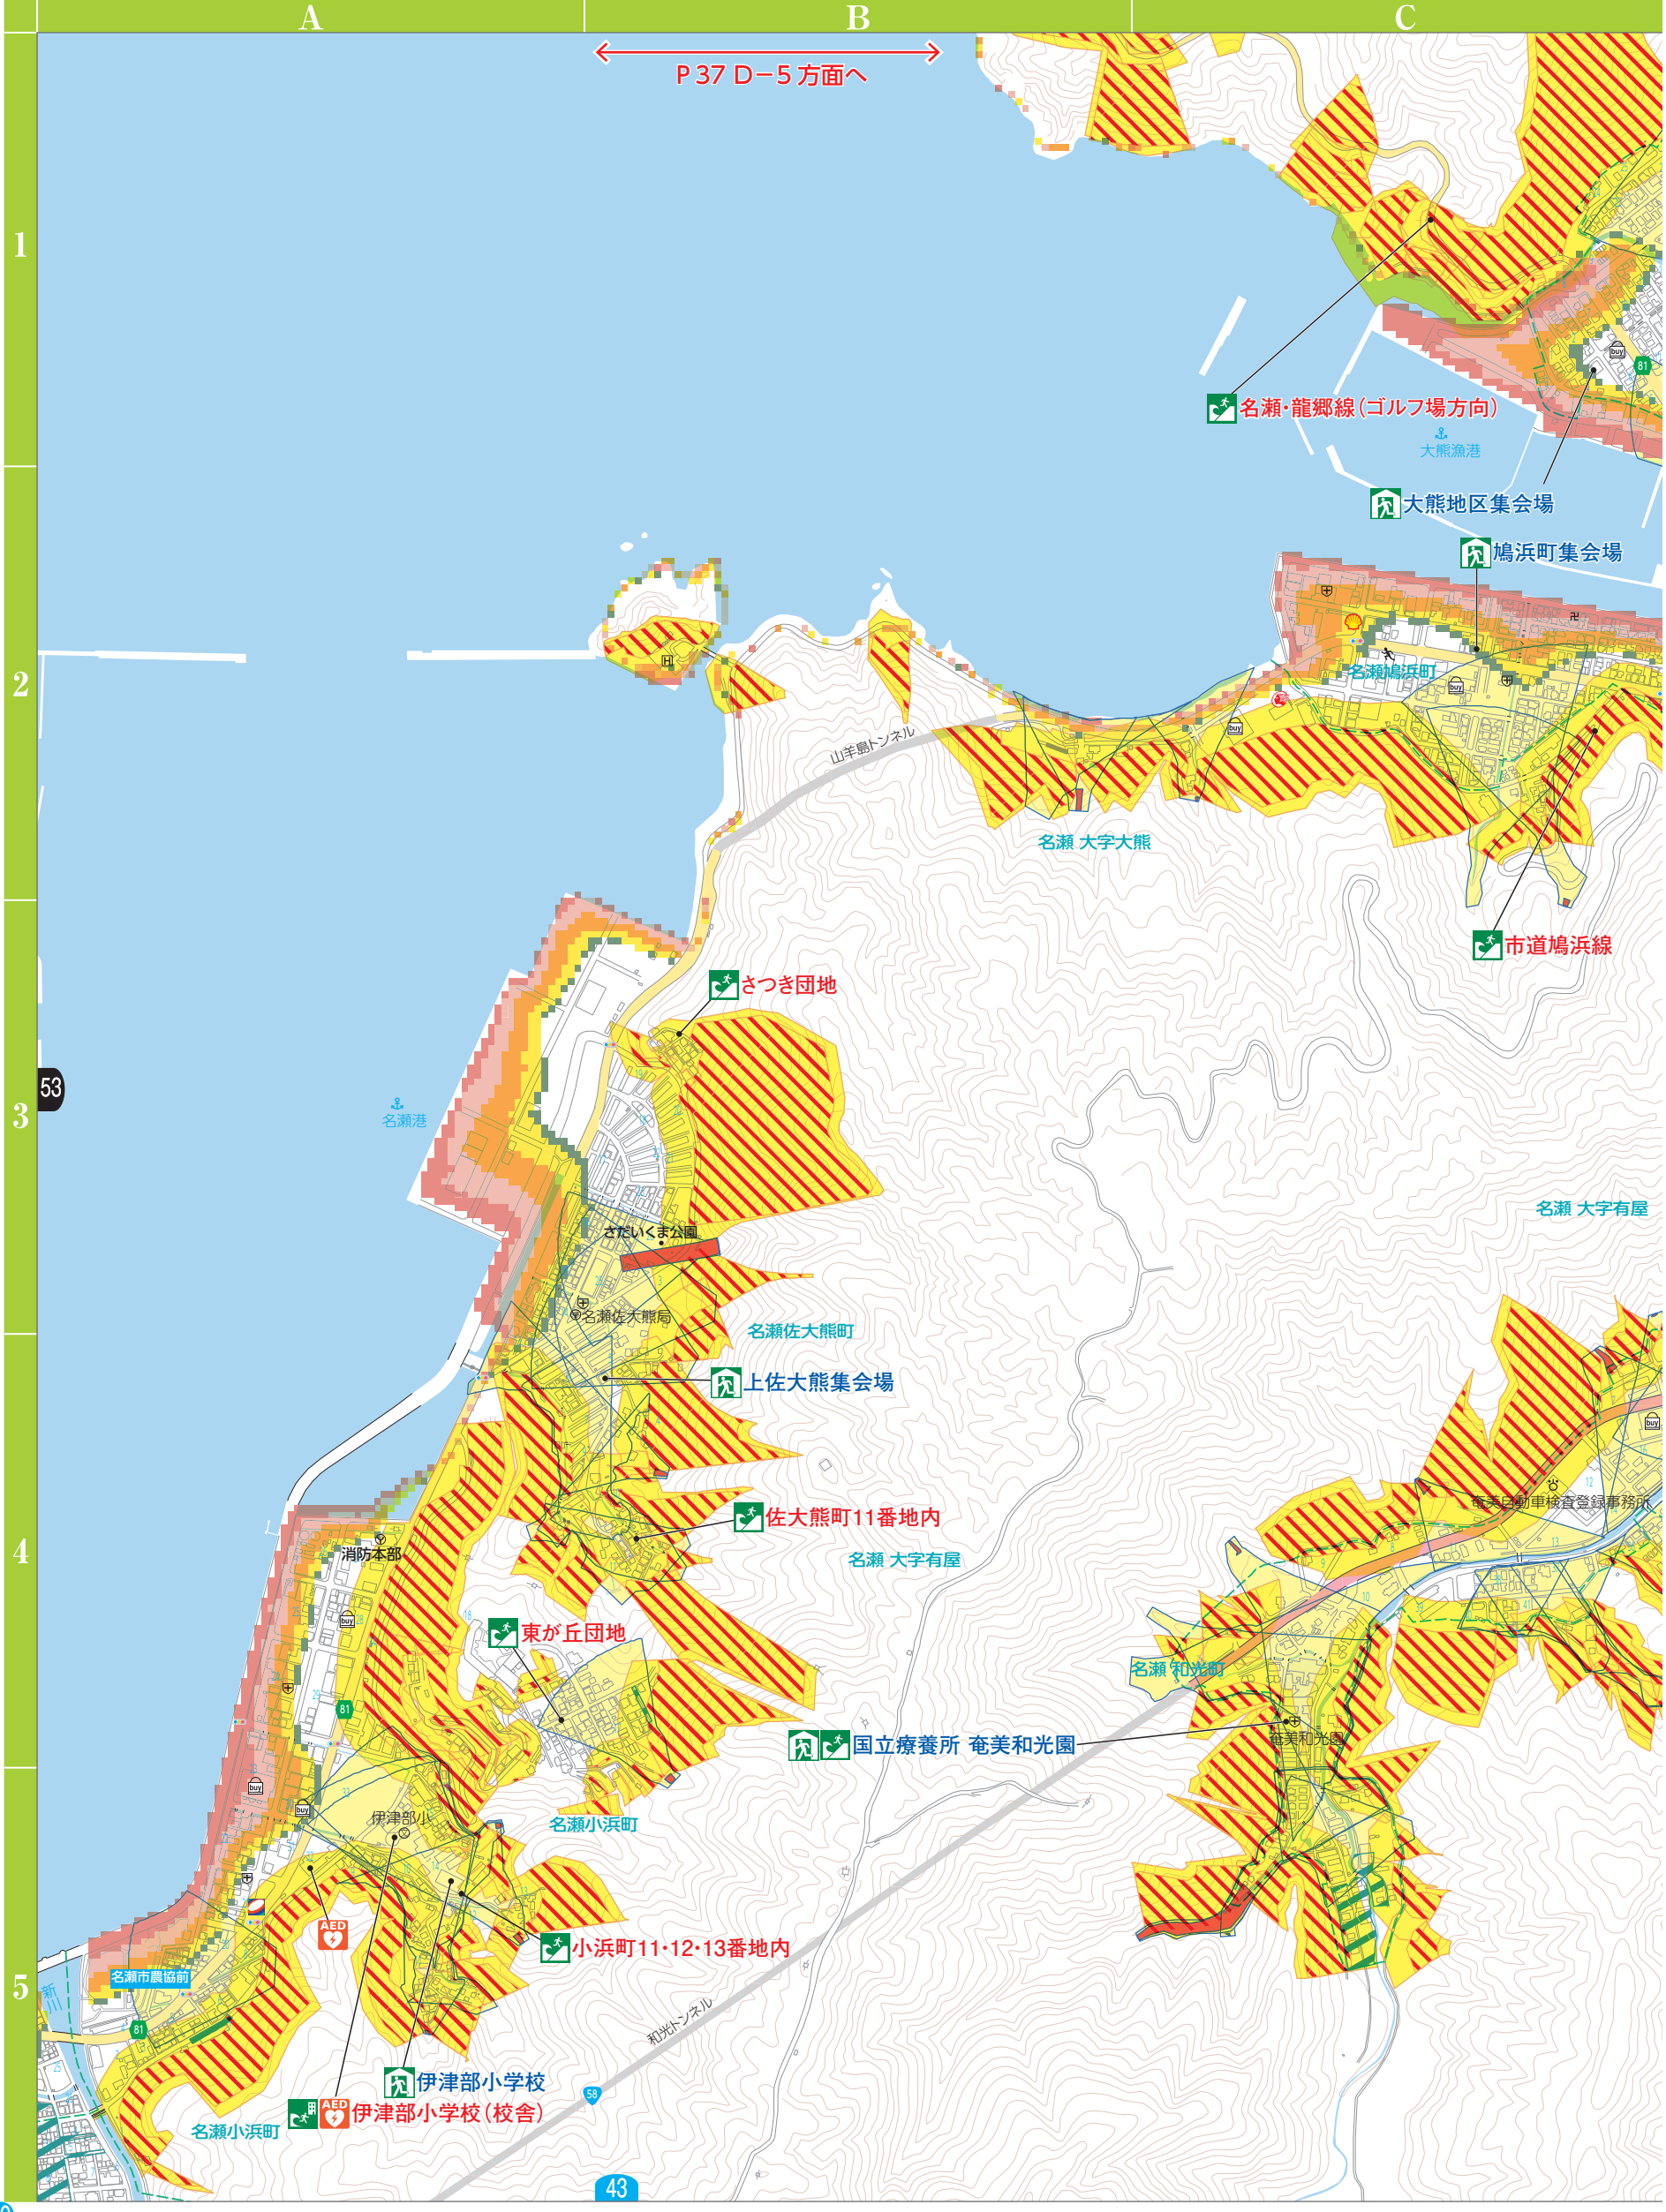 A
B
C
P 37 D−5 方面へ
1
81
名瀬・龍郷線（ゴルフ場方向）
大熊漁港
大熊地区集会場
鳩浜町集会場
2
名瀬鳩浜町
buy
山羊島トンネル
名瀬 大字大熊
市道鳩浜線
さつき団地
53
3
名瀬港
名瀬 大字有屋
さだいくま公園
名瀬佐大熊局
名瀬佐大熊町
上佐大熊集会場
佐大熊町11番地内
奄美自動車検査登録事務所
4
消防本部
名瀬 大字有屋
東が丘団地
名瀬 和光町
81
国立療養所 奄美和光園
奄美和光園
名瀬小浜町
伊津部小
AED
小浜町11・12・13番地内
5
名瀬市農協前
新川
81
和光トンネル
伊津部小学校
58
AED
伊津部小学校（校舎）
名瀬小浜町
43